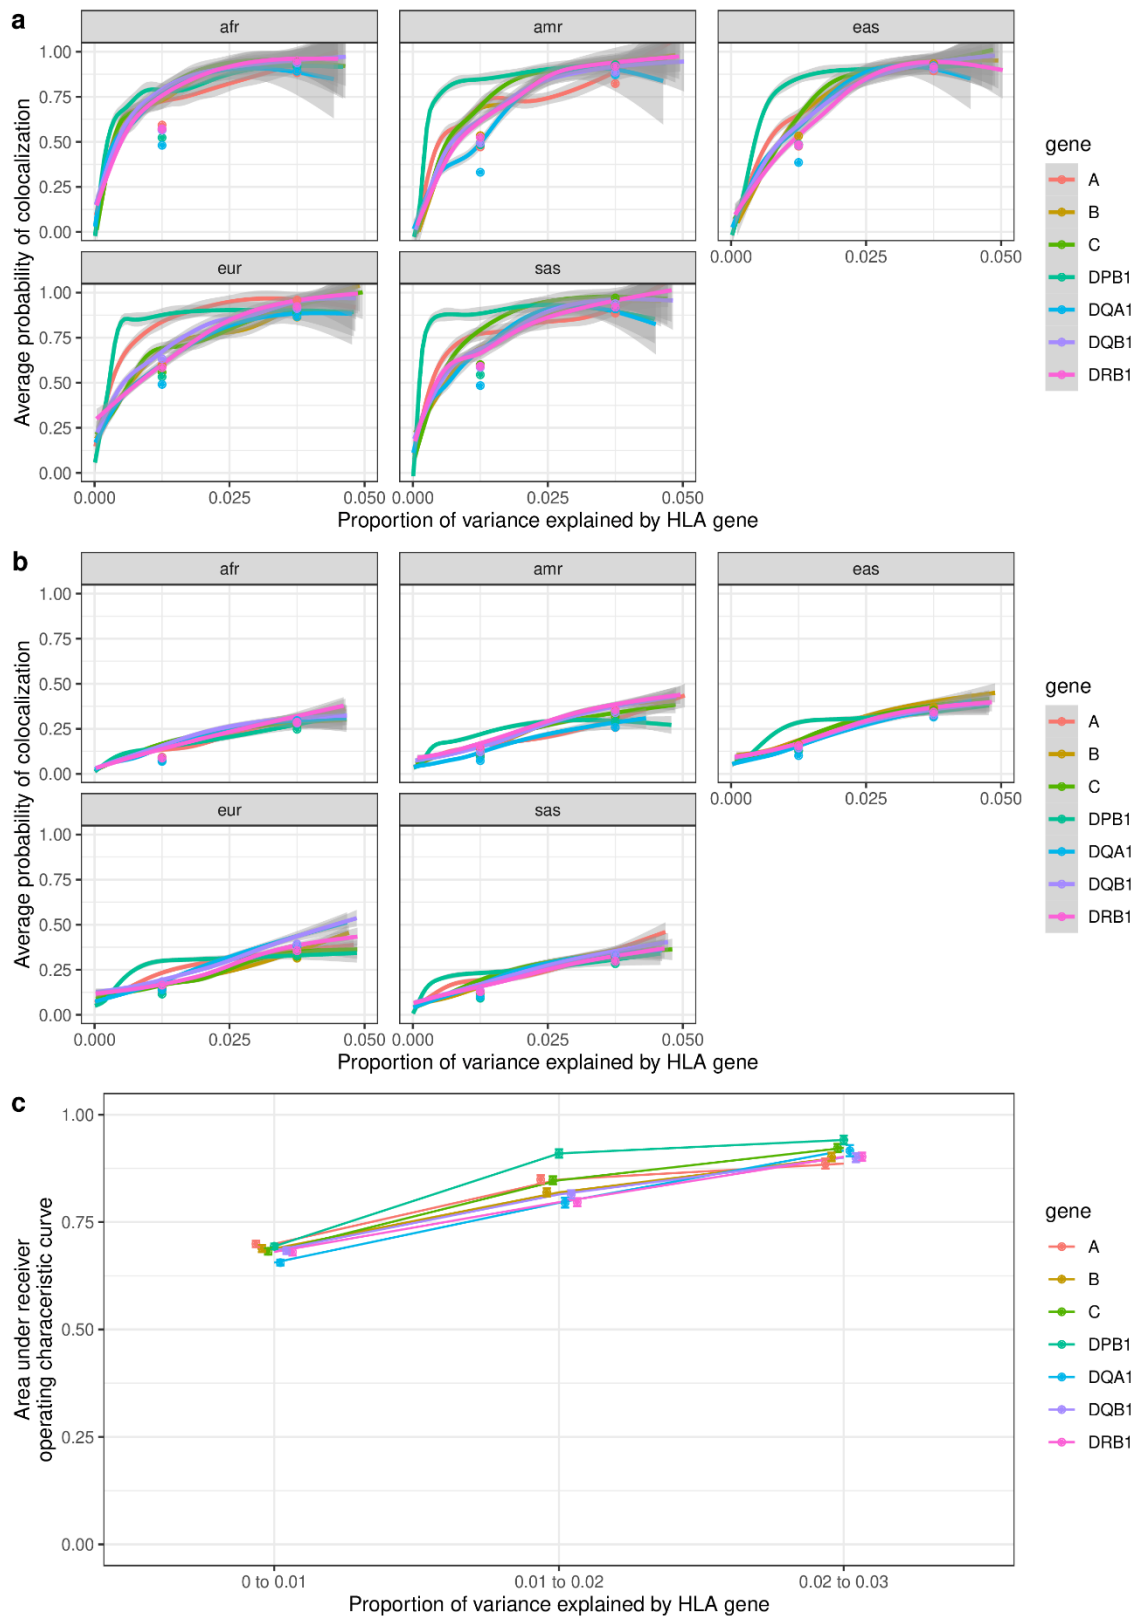 a
afr amr eas
1.00
0.75
0.50
0.25
0.00
0.000 0.025 0.050
eur sas
1.00
0.75
0.50
0.25
0.00
0.000 0.025 0.050 0.000 0.025 0.050
Average probability of colocalization
Proportion of variance explained by HLA gene
gene
A
B
C
DPB1
DQA1
DQB1
DRB1
b
afr amr eas
1.00
0.75
0.50
0.25
0.00
0.000 0.025 0.050
eur sas
1.00
0.75
0.50
0.25
0.00
0.000 0.025 0.050 0.000 0.025 0.050
Average probability of colocalization
Proportion of variance explained by HLA gene
gene
A
B
C
DPB1
DQA1
DQB1
DRB1
c
1.00
0.75
0.50
0.25
0.00
Area under receiver
operating characeristic curve
0 to 0.01 0.01 to 0.02 0.02 to 0.03
Proportion of variance explained by HLA gene
gene
A
B
C
DPB1
DQA1
DQB1
DRB1